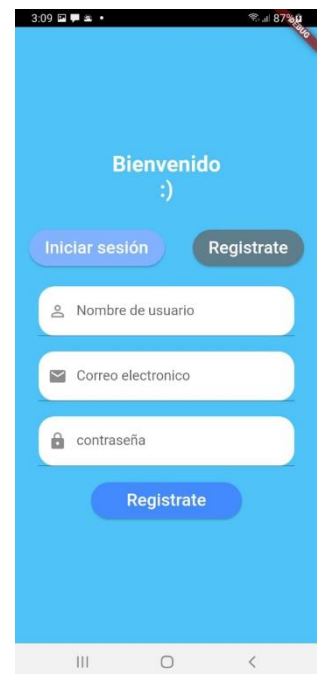 3:09 87%
DEBUG
Bienvenido
:)
Iniciar sesión Registrate
Nombre de usuario
Correo electronico
contraseña
Registrate